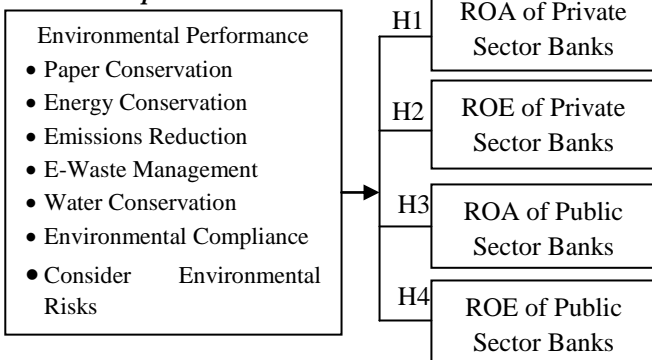 Environmental Performance
• Paper Conservation
• Energy Conservation
• Emissions Reduction
• E-Waste Management
• Water Conservation
• Environmental Compliance
• Consider Environmental
Risks
H1
ROA of Private
Sector Banks
H2
ROE of Private
Sector Banks
H3
ROA of Public
Sector Banks
H4
ROE of Public
Sector Banks